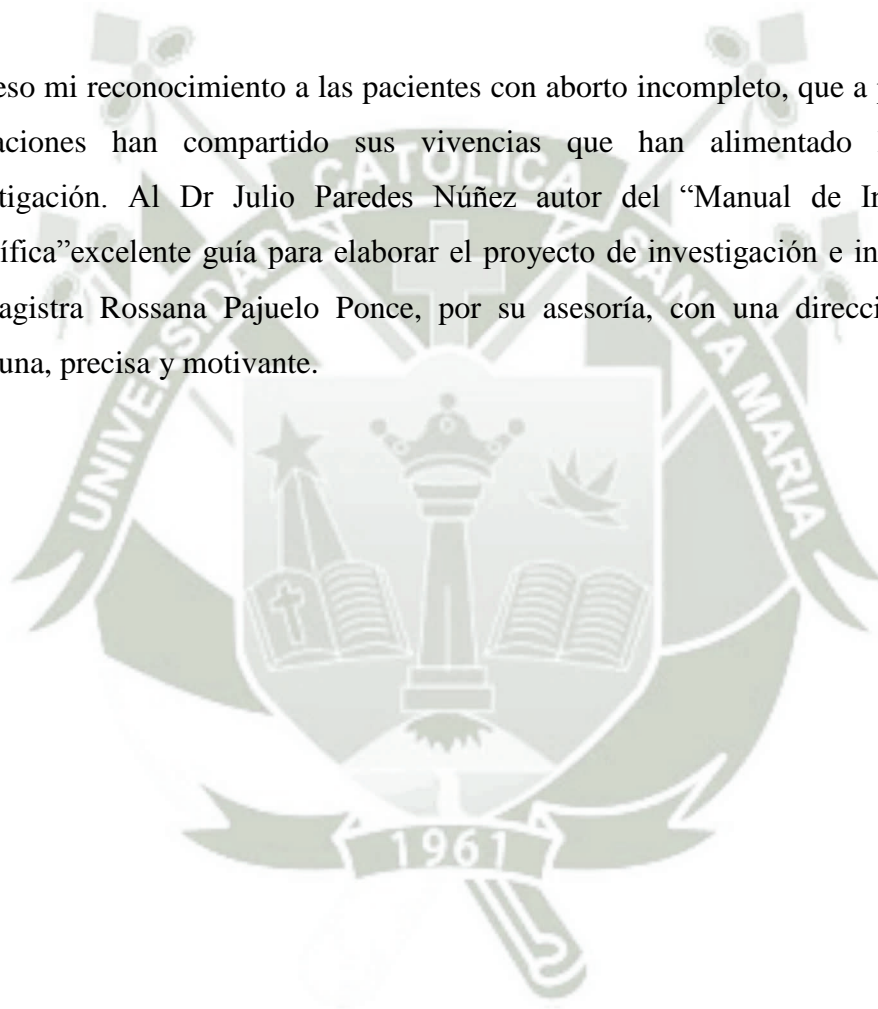 eso mi reconocimiento a las pacientes con aborto incompleto, que a
aciones han compartido sus vivencias que han alimentado
tigación. Al Dr Julio Paredes Núñez autor del “Manual de In
ífica”excelente guía para elaborar el proyecto de investigación e in
agistra Rossana Pajuelo Ponce, por su asesoría, con una direcci
una, precisa y motivante.
UNIVERSIDAD CATOLICA SANTA MARIA
1961